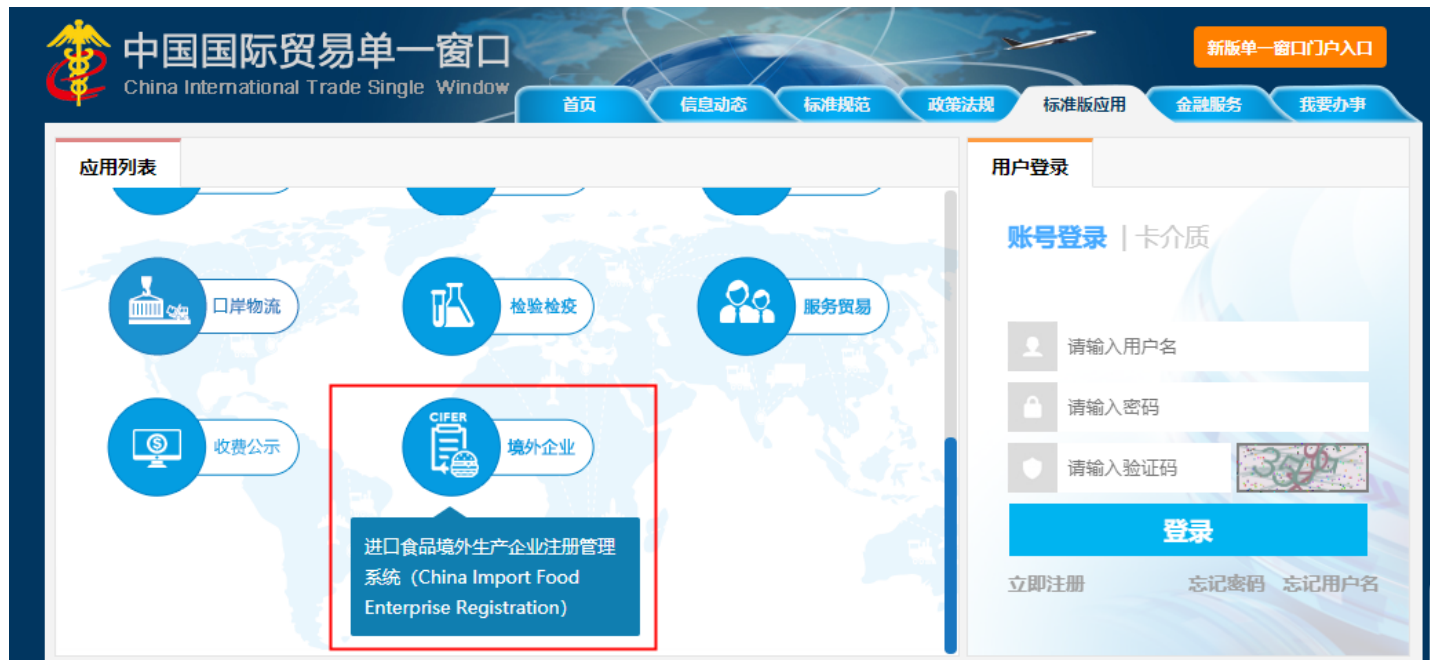 中国国际贸易单一窗口
China International Trade Single Window
新版单一窗口门户入口
首页
信息动态
标准规范
政策法规
标准版应用
金融服务
我要办事
应用列表
口岸物流
检验检疫
服务贸易
收费公示
CIFER
境外企业
进口食品境外生产企业注册管理
系统（China Import Food
Enterprise Registration）
用户登录
账号登录 | 卡介质
请输入用户名
请输入密码
请输入验证码
登录
立即注册
忘记密码 忘记用户名